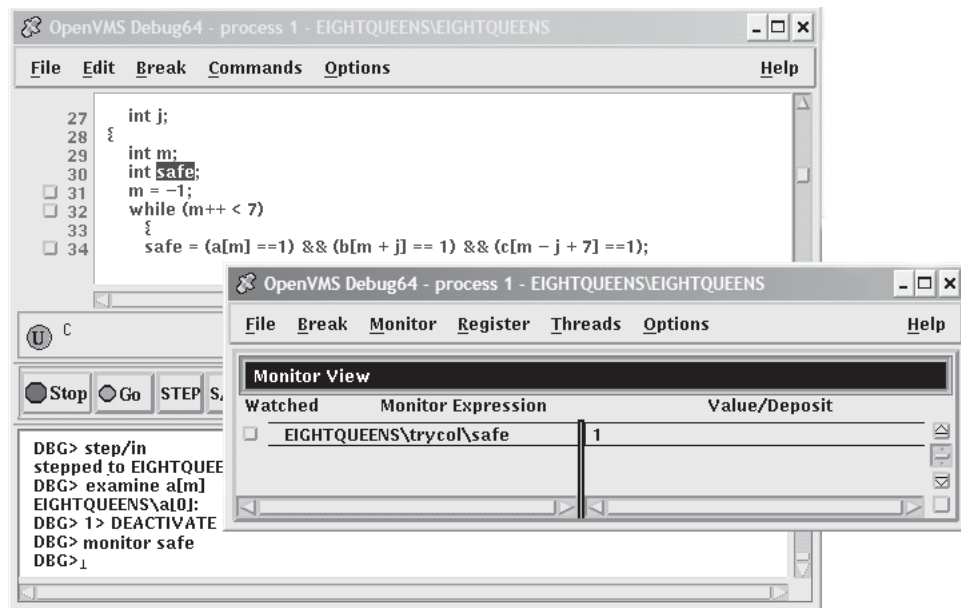 OpenVMS Debug64 - process 1 - EIGHTQUEENS\EIGHTQUEENS
File Edit Break Commands Options Help
27 int j;
28 {
29 int m;
30 int safe;
31 m = -1;
32 while (m++ < 7)
33 {
34 safe = (a[m] ==1) && (b[m + j] == 1) && (c[m - j + 7] ==1);
U C
Stop Go STEP
DBG> step/in
stepped to
DBG> examine a[m]
EIGHTQUEENS\a[0]:
DBG> 1> DEACTIVATE
DBG> monitor safe
DBG>
OpenVMS Debug64 - process 1 - EIGHTQUEENS\EIGHTQUEENS
File Break Monitor Register Threads Options Help
Monitor View
Watched Monitor Expression Value/Deposit
EIGHTQUEENS\trycol\safe 1